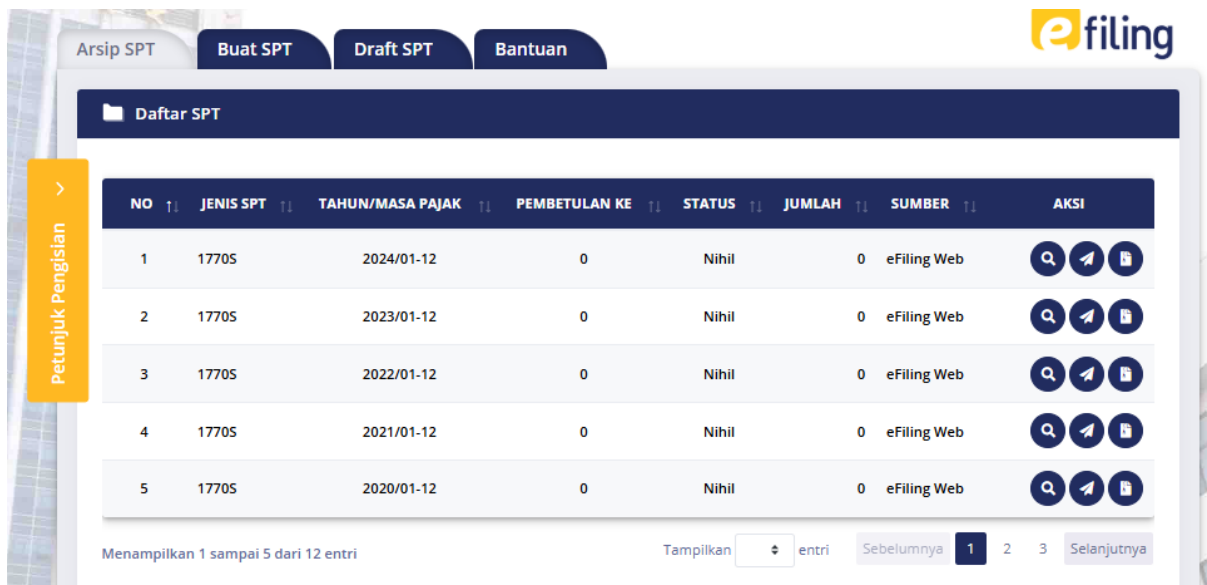 efiling
Arsip SPT Buat SPT Draft SPT Bantuan
Daftar SPT
Petunjuk Pengisian
NO JENIS SPT TAHUN/MASA PAJAK PEMBETULAN KE STATUS JUMLAH SUMBER AKSI
1 1770S 2024/01-12 0 Nihil 0 eFiling Web
2 1770S 2023/01-12 0 Nihil 0 eFiling Web
3 1770S 2022/01-12 0 Nihil 0 eFiling Web
4 1770S 2021/01-12 0 Nihil 0 eFiling Web
5 1770S 2020/01-12 0 Nihil 0 eFiling Web
Menampilkan 1 sampai 5 dari 12 entri Tampilkan entri Sebelumnya 1 2 3 Selanjutnya